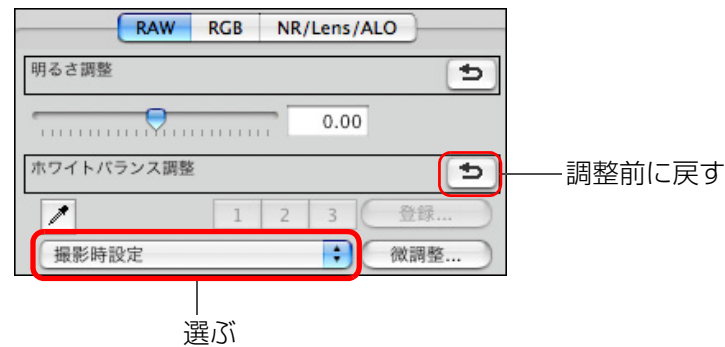 RAW RGB NR/Lens/ALO
明るさ調整
0.00
ホワイトバランス調整
調整前に戻す
1 2 3 登録...
撮影時設定 微調整...
選ぶ